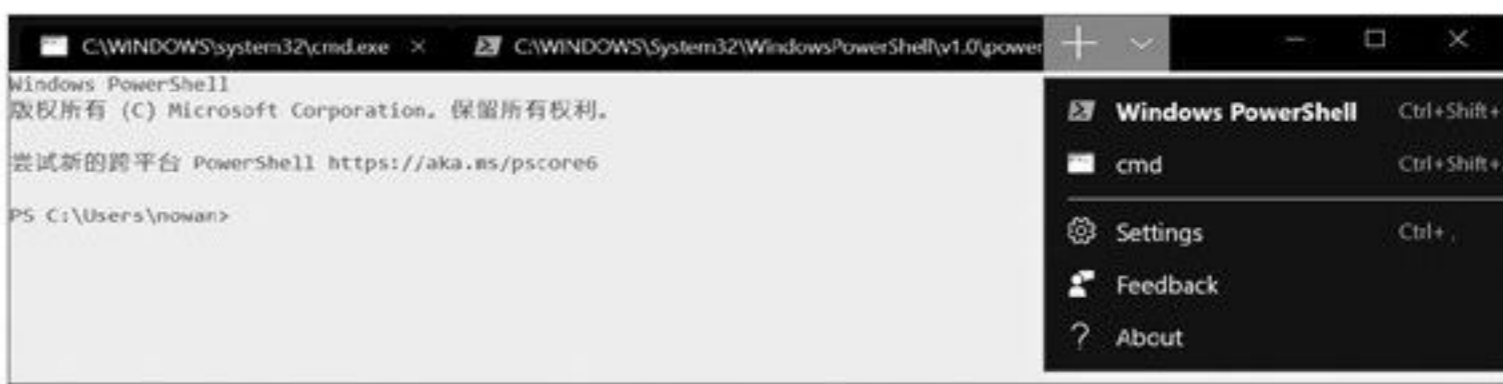 C:\WINDOWS\system32\cmd.exe
C:\WINDOWS\System32\WindowsPowerShell\v1.0\power
Windows PowerShell
版权所有 (C) Microsoft Corporation。保留所有权利。
尝试新的跨平台 PowerShell https://aka.ms/pscore6
PS C:\Users\nowan>
Windows PowerShell Ctrl+Shift+
cmd Ctrl+Shift+
Settings Ctrl+ ,
Feedback
About